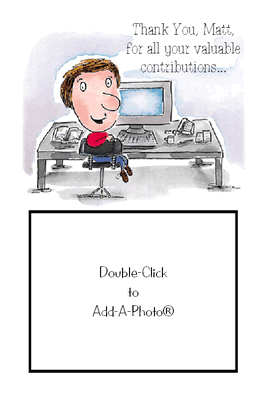 Thank You, Matt,
for all your valuable
contributions...
Double-Click
to
Add-A-Photo®